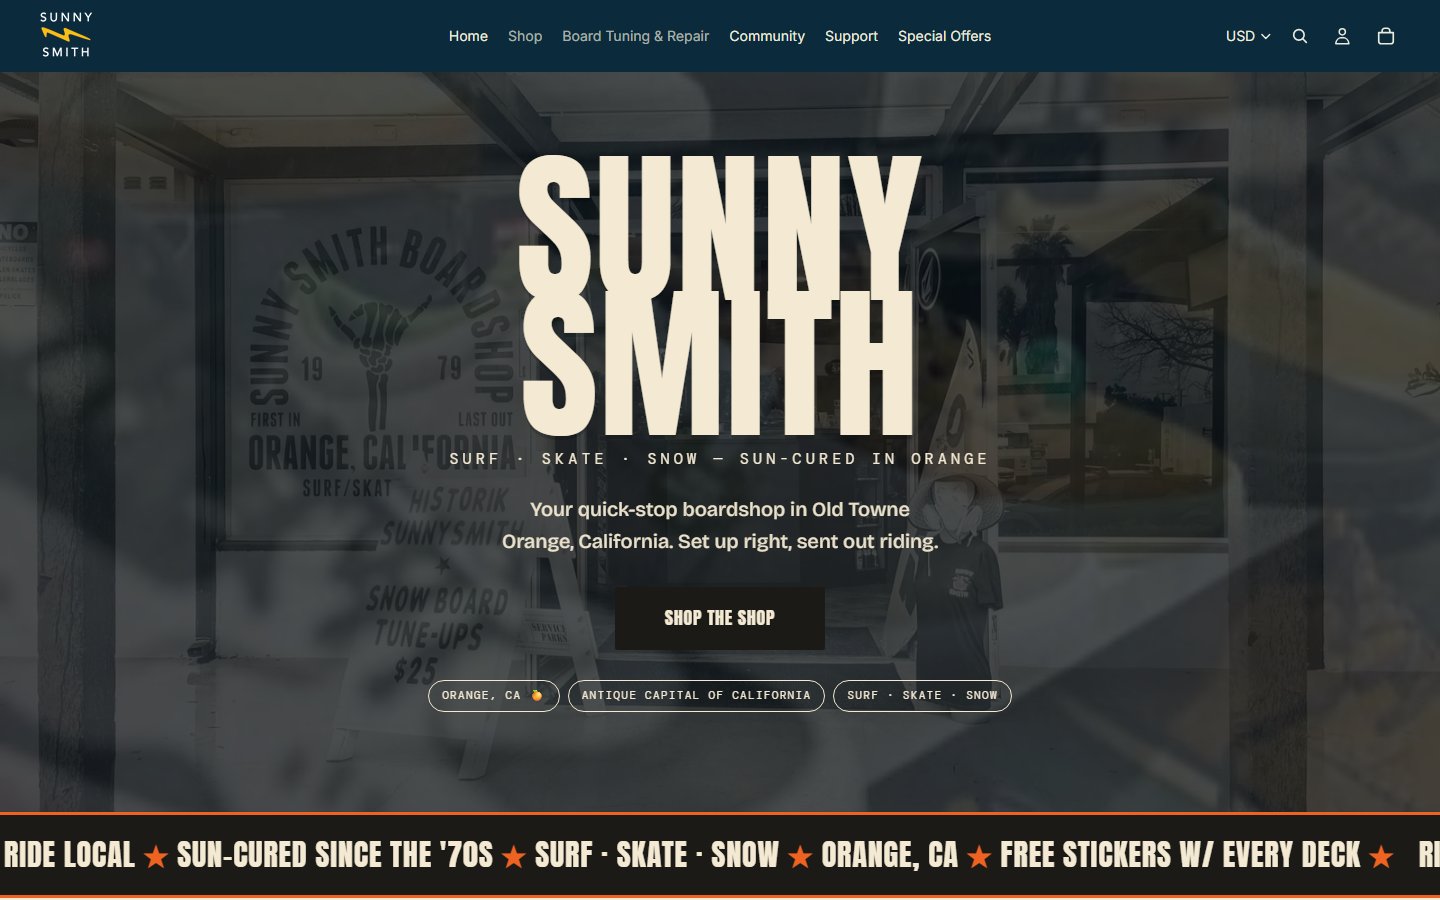 SUNNY
SMITH
Home Shop Board Tuning & Repair Community Support Special Offers
USD
SUNNY
SMITH
SURF · SKATE · SNOW — SUN-CURED IN ORANGE
Your quick-stop boardshop in Old Towne
Orange, California. Set up right, sent out riding.
SHOP THE SHOP
ORANGE, CA
ANTIQUE CAPITAL OF CALIFORNIA
SURF · SKATE · SNOW
NO
SUNNY SMITH BOARDSHOP
19 79
FIRST IN LAST OUT
ORANGE, CAL'FORNIA
SURF/SKAT
HISTORIK
SUNNYSMITH
SNOW BOARD
TUNE-UPS
$25
RIDE LOCAL ★ SUN-CURED SINCE THE '70S ★ SURF · SKATE · SNOW ★ ORANGE, CA ★ FREE STICKERS W/ EVERY DECK ★ RI